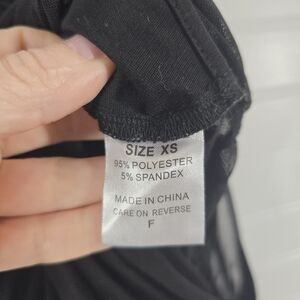 SIZE XS
95% POLYESTER
5% SPANDEX
MADE IN CHINA
CARE ON REVERSE
F